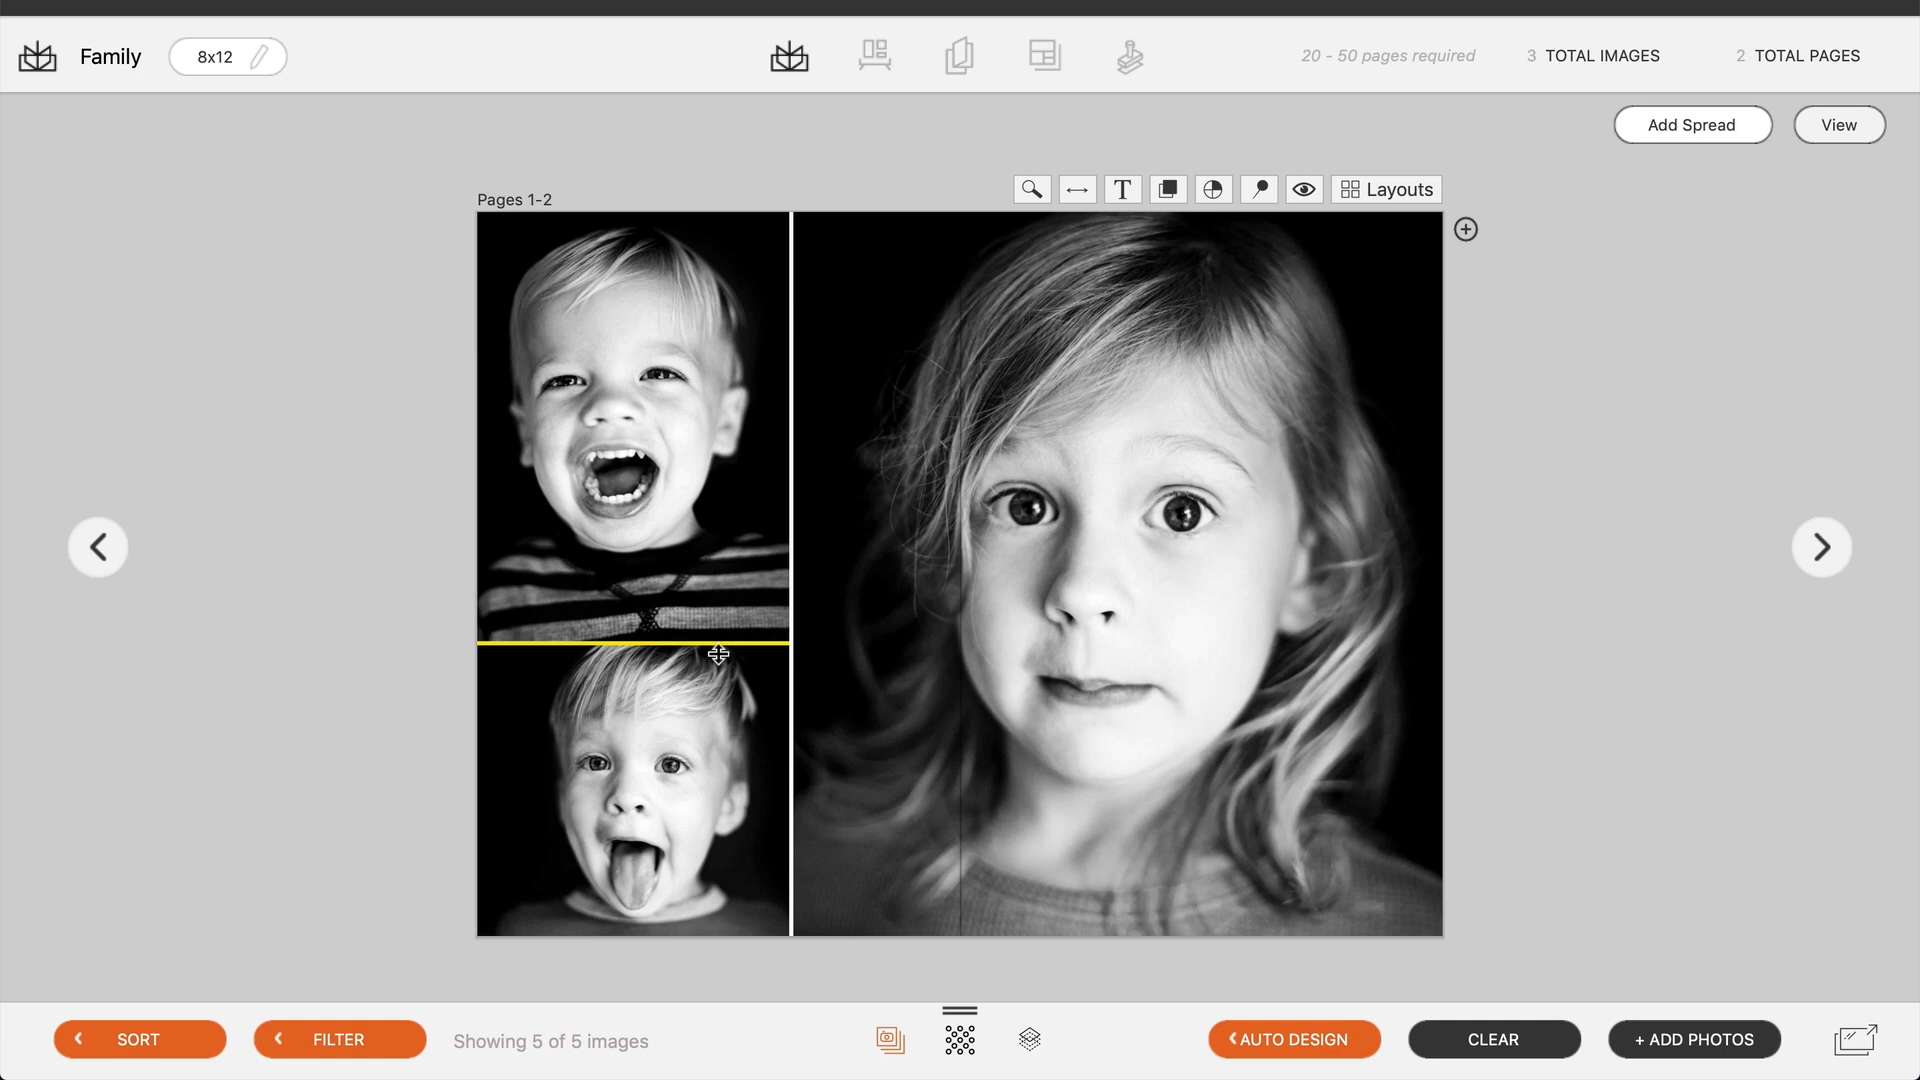 Family
8x12
20 - 50 pages required
3 TOTAL IMAGES
2 TOTAL PAGES
Add Spread
View
Pages 1-2
T
Layouts
SORT
FILTER
Showing 5 of 5 images
AUTO DESIGN
CLEAR
+ ADD PHOTOS